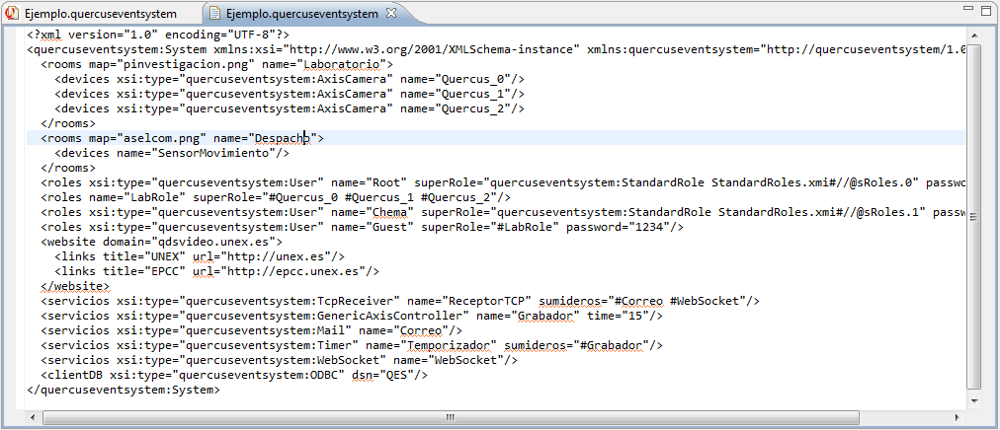 Ejemplo.quercuseventsystem Ejemplo.quercuseventsystem
<?xml version="1.0" encoding="UTF-8"?>
<quercuseventsystem:System xmlns:xsi="http://www.w3.org/2001/XMLSchema-instance" xmlns:quercuseventsystem="http://quercuseventsystem/1.0
<rooms map="pinvestigacion.png" name="Laboratorio">
<devices xsi:type="quercuseventsystem:AxisCamera" name="Quercus_0"/>
<devices xsi:type="quercuseventsystem:AxisCamera" name="Quercus_1"/>
<devices xsi:type="quercuseventsystem:AxisCamera" name="Quercus_2"/>
</rooms>
<rooms map="aselcom.png" name="Despacho">
<devices name="SensorMovimiento"/>
</rooms>
<roles xsi:type="quercuseventsystem:User" name="Root" superRole="quercuseventsystem:StandardRole StandardRoles.xmi#//@sRoles.0" passwo
<roles name="LabRole" superRole="#Quercus_0 #Quercus_1 #Quercus_2"/>
<roles xsi:type="quercuseventsystem:User" name="Chema" superRole="quercuseventsystem:StandardRole StandardRoles.xmi#//@sRoles.1" passw
<roles xsi:type="quercuseventsystem:User" name="Guest" superRole="#LabRole" password="1234"/>
<website domain="qdsvideo.unex.es">
<links title="UNEX" url="http://unex.es"/>
<links title="EPCC" url="http://epcc.unex.es"/>
</website>
<servicios xsi:type="quercuseventsystem:TcpReceiver" name="ReceptorTCP" sumideros="#Correo #WebSocket"/>
<servicios xsi:type="quercuseventsystem:GenericAxisController" name="Grabador" time="15"/>
<servicios xsi:type="quercuseventsystem:Mail" name="Correo"/>
<servicios xsi:type="quercuseventsystem:Timer" name="Temporizador" sumideros="#Grabador"/>
<servicios xsi:type="quercuseventsystem:WebSocket" name="WebSocket"/>
<clientDB xsi:type="quercuseventsystem:ODBC" dsn="QES"/>
</quercuseventsystem:System>